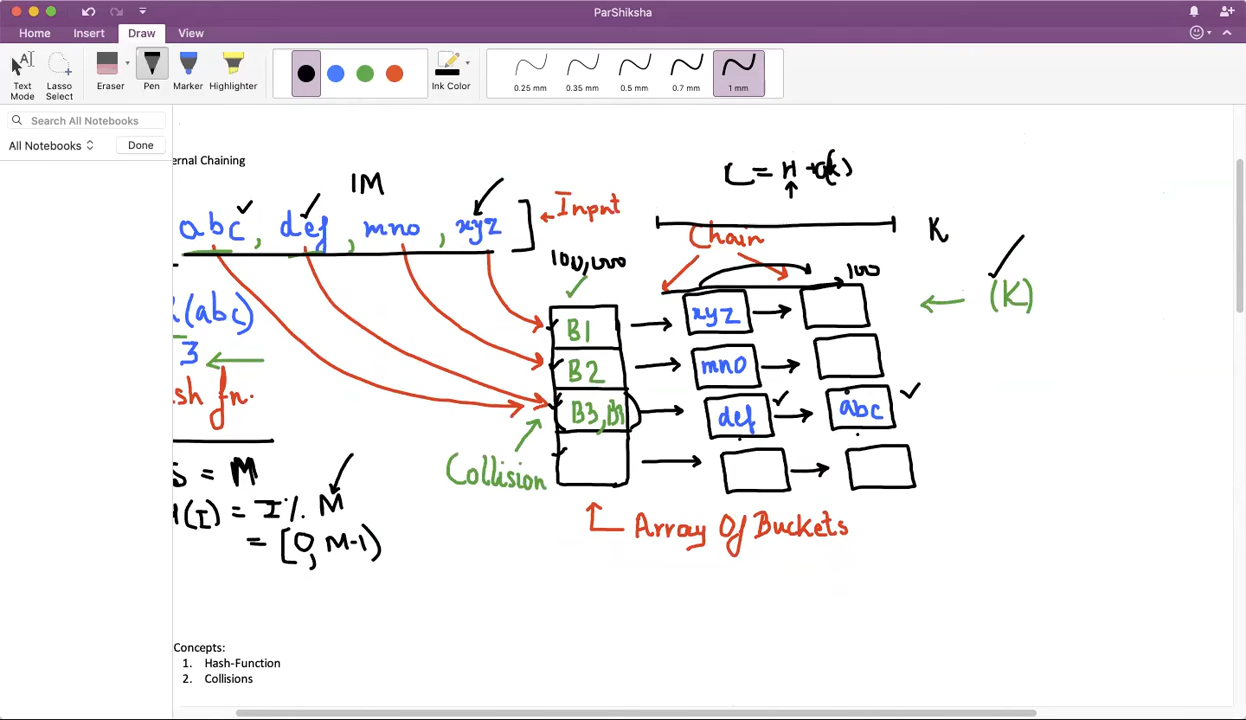 ParShiksha
Home Insert Draw View
Text Mode
Lasso Select
Eraser
Pen
Marker
Highlighter
Ink Color
0.25 mm
0.35 mm
0.5 mm
0.7 mm
1 mm
Search All Notebooks
All Notebooks
Done
ernal Chaining
1M
abc, def, mno, xyz
Input
100,000
Chain
K
(K)
100
(abc)
3
sh fn.
B1
B2
B3, B3
xyz
mno
def
abc
Collision
S = M
(I) = I % M
= [0, M-1)
Array Of Buckets
Concepts:
1. Hash-Function
2. Collisions